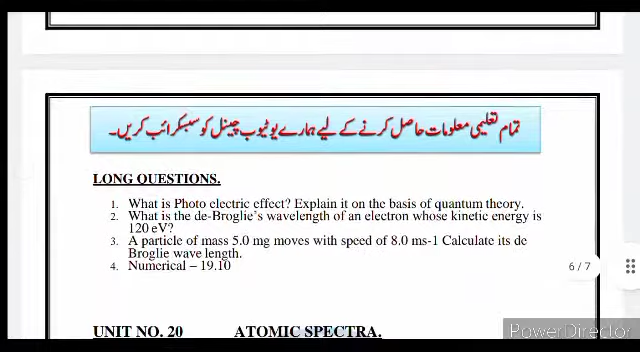 تمام تعلیمی معلومات حاصل کرنے کے لیے ہمارے یوٹیوب چینل کو سبسکرائب کریں۔
LONG QUESTIONS.
1. What is Photo electric effect? Explain it on the basis of quantum theory.
2. What is the de-Broglie's wavelength of an electron whose kinetic energy is
120 eV?
3. A particle of mass 5.0 mg moves with speed of 8.0 ms-1 Calculate its de
Broglie wave length.
4. Numerical – 19.10
6 / 7
UNIT NO. 20 ATOMIC SPECTRA.
PowerDirector